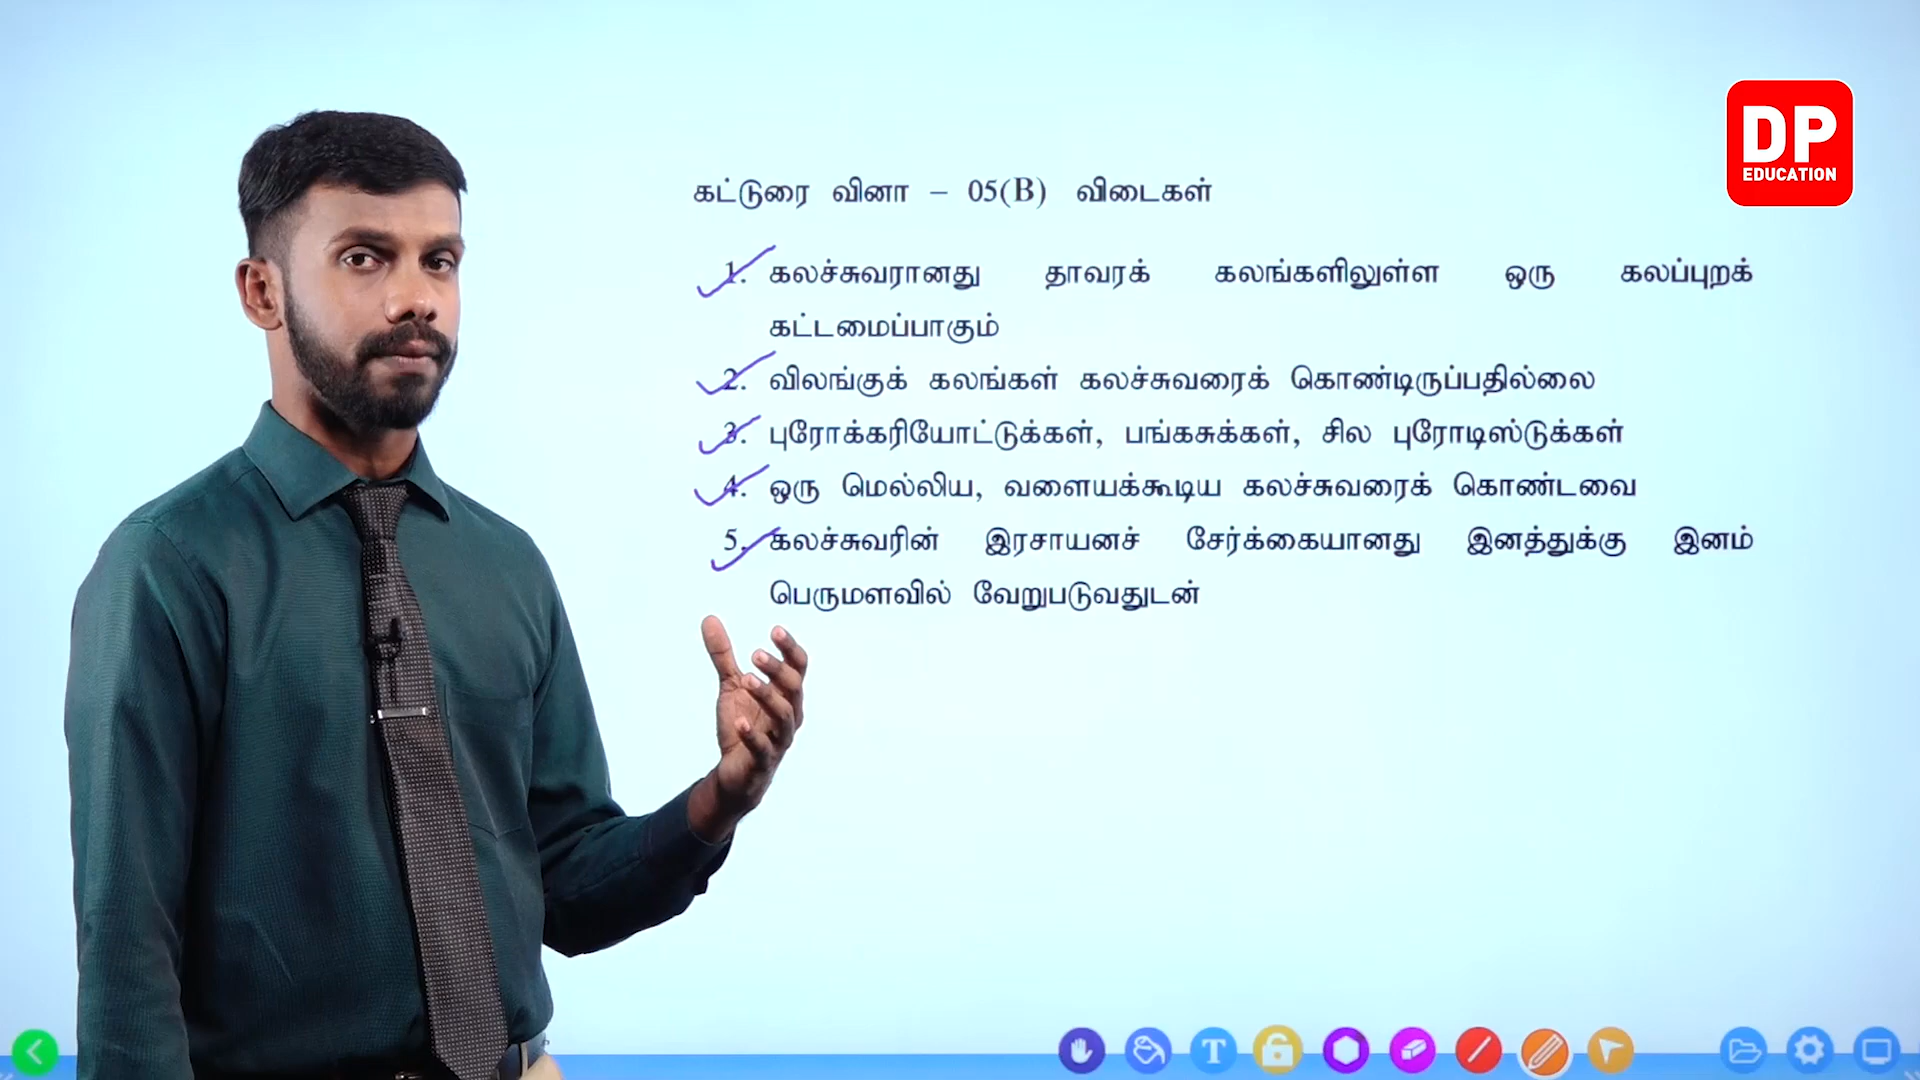 DP
EDUCATION
கட்டுரை வினா – 05(B) விடைகள்
1. கலச்சுவரானது தாவரக் கலங்களிலுள்ள ஒரு கலப்புறக்
கட்டமைப்பாகும்
2. விலங்குக் கலங்கள் கலச்சுவரைக் கொண்டிருப்பதில்லை
3. புரோக்கரியோட்டுக்கள், பங்கசுக்கள், சில புரோடிஸ்டுக்கள்
4. ஒரு மெல்லிய, வளையக்கூடிய கலச்சுவரைக் கொண்டவை
5. கலச்சுவரின் இரசாயனச் சேர்க்கையானது இனத்துக்கு இனம்
பெருமளவில் வேறுபடுவதுடன்
T